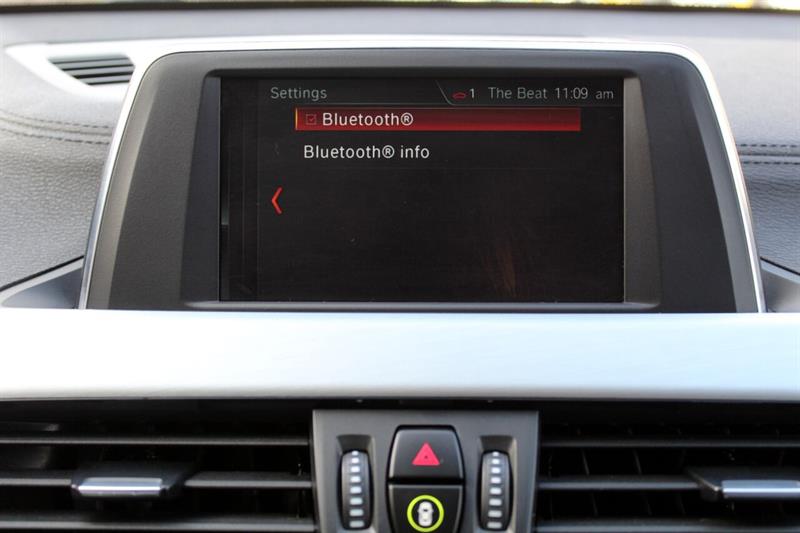 Settings 1 The Beat 11:09 am
Bluetooth®
Bluetooth® info